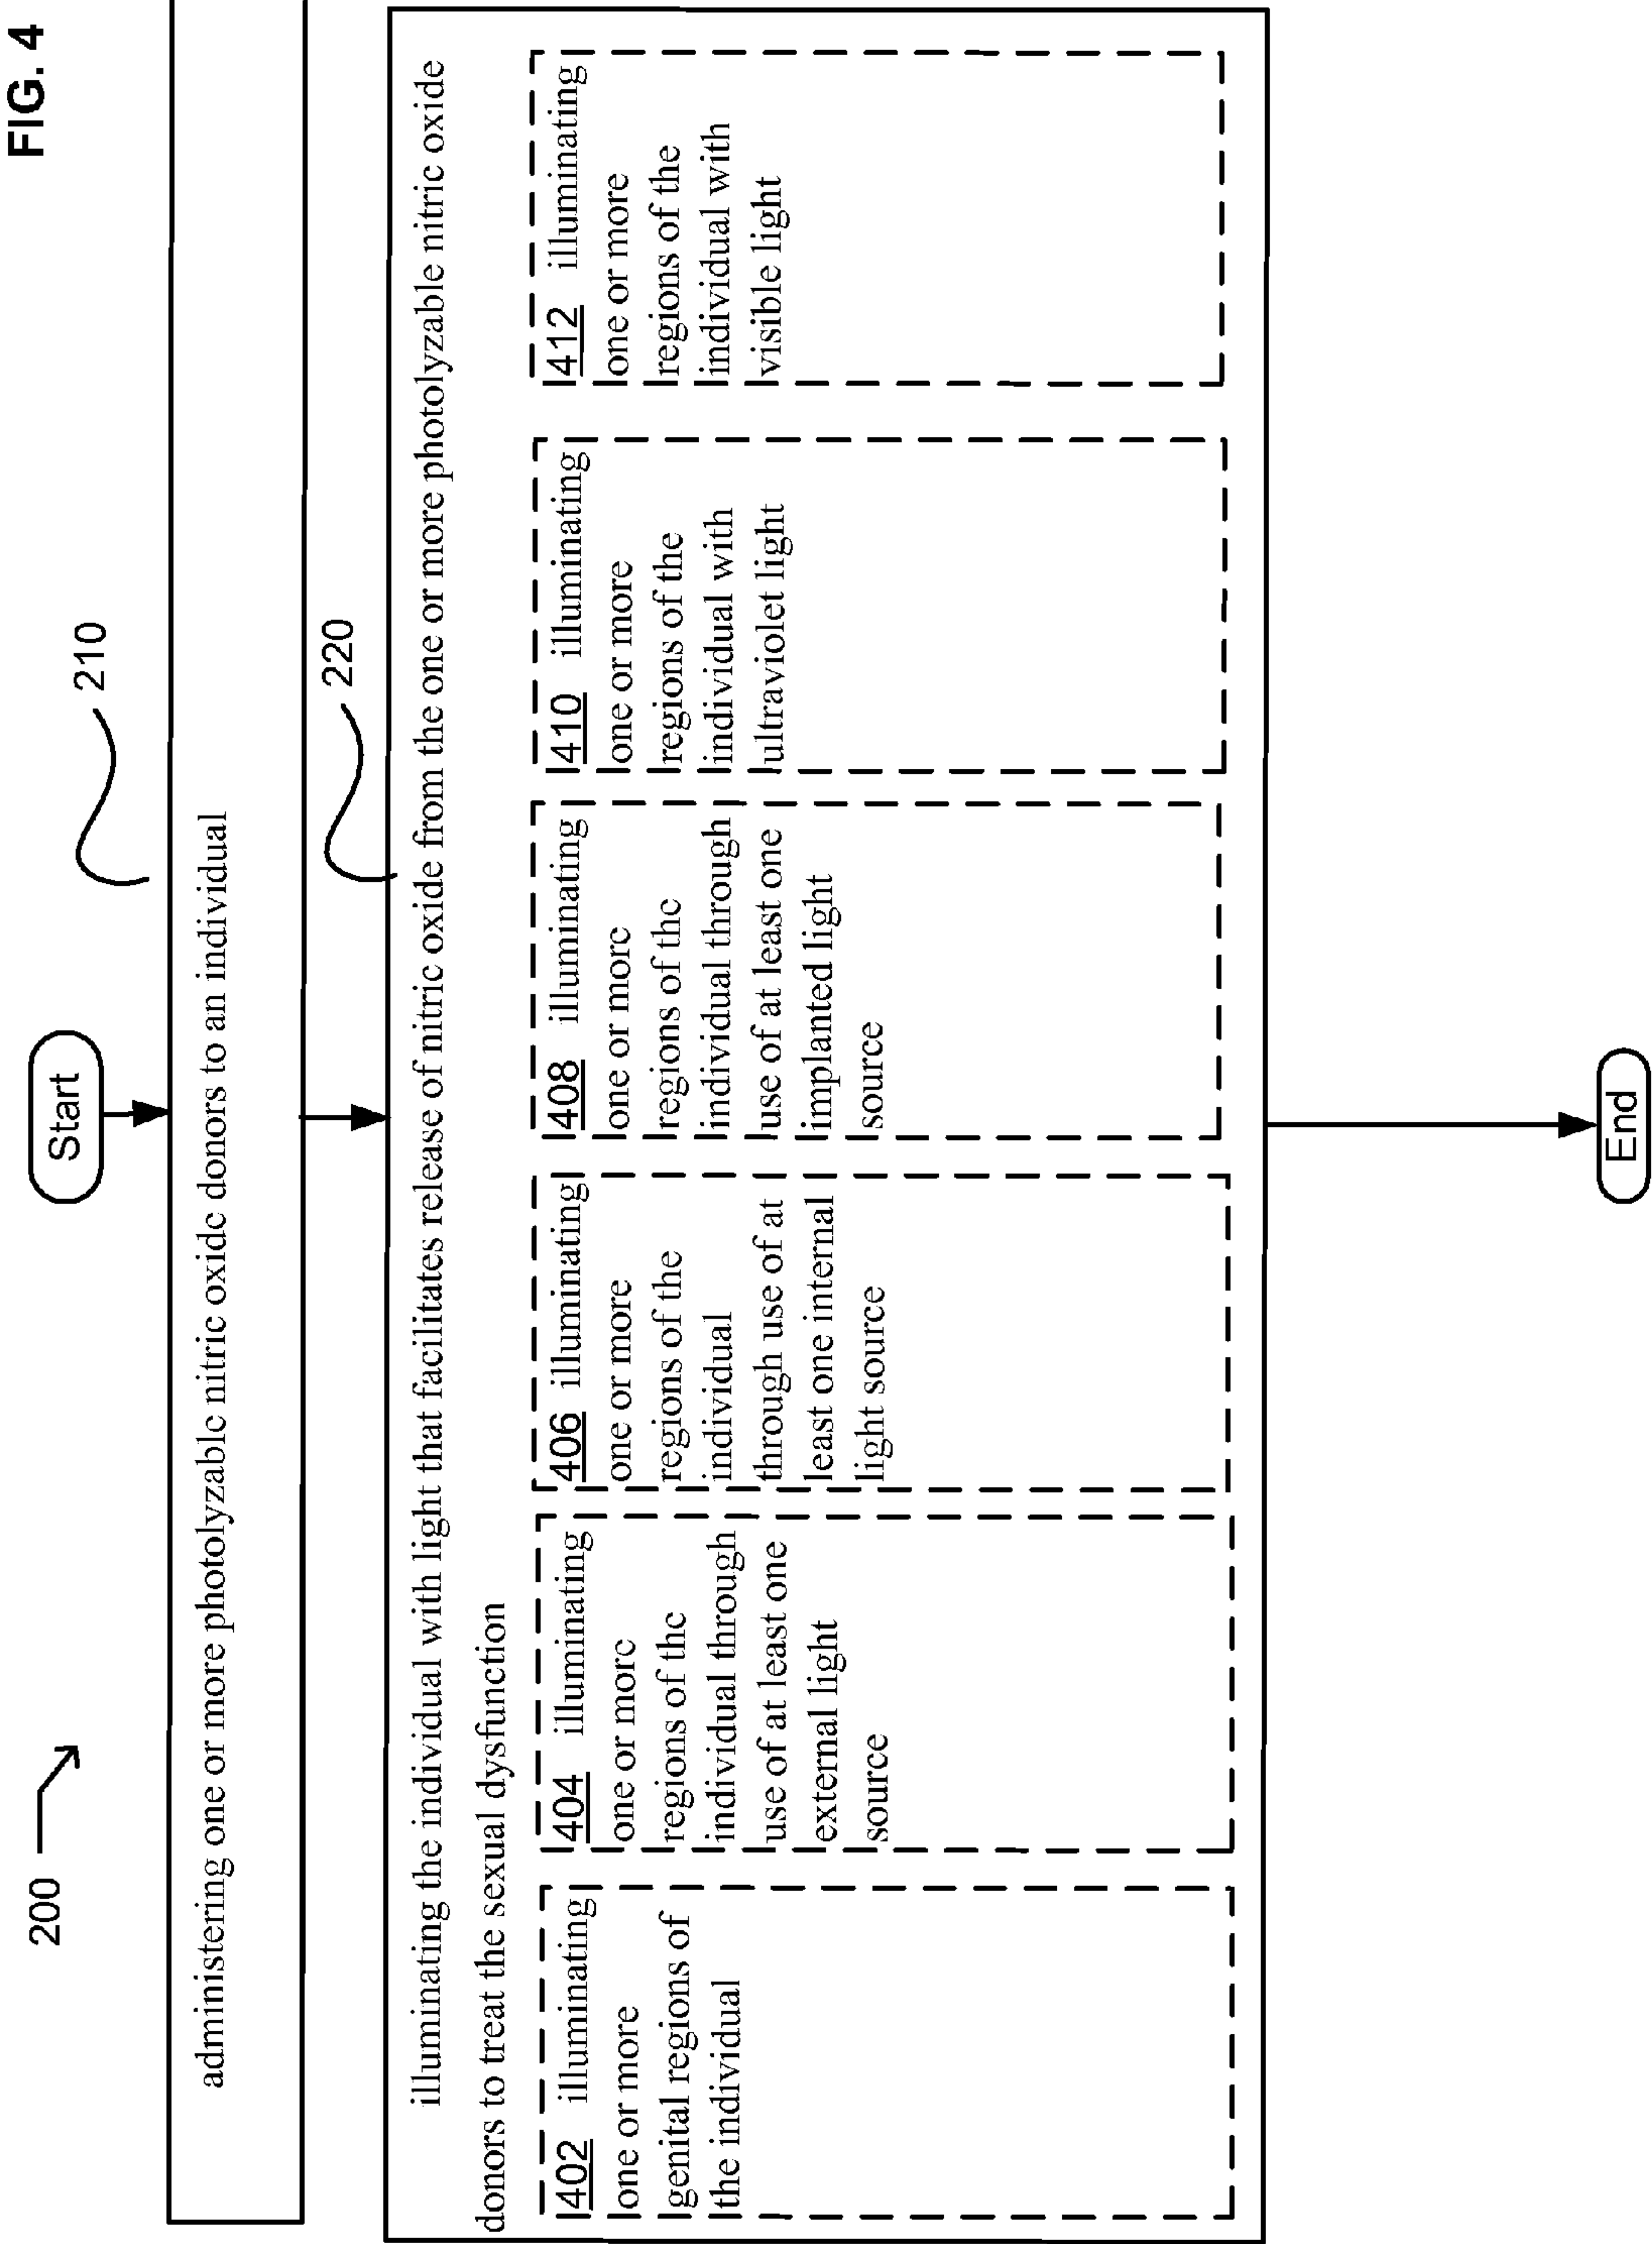 FIG. 4
200
Start
210
administering one or more photolyzable nitric oxide donors to an individual
220
illuminating the individual with light that facilitates release of nitric oxide from the one or more photolyzable nitric oxide
donors to treat the sexual dysfunction
402 illuminating
one or more
genital regions of
the individual
404 illuminating
one or more
regions of the
individual through
use of at least one
external light
source
406 illuminating
one or more
regions of the
individual
through use of at
least one internal
light source
408 illuminating
one or more
regions of the
individual through
use of at least one
implanted light
source
410 illuminating
one or more
regions of the
individual with
ultraviolet light
412 illuminating
one or more
regions of the
individual with
visible light
End